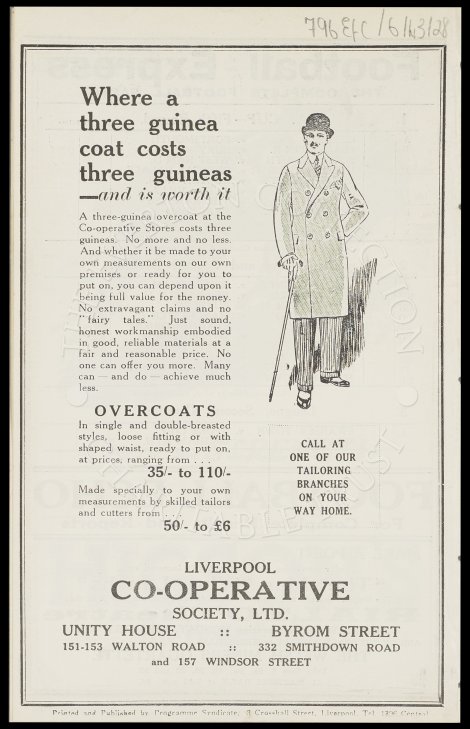 796 EFC/6/43/28
Where a
three guinea
coat costs
three guineas
—and is worth it
A three-guinea overcoat at the
Co-operative Stores costs three
guineas. No more and no less.
And whether it be made to your
own measurements on our own
premises or ready for you to
put on, you can depend upon it
being full value for the money.
No extravagant claims and no
"fairy tales." Just sound,
honest workmanship embodied
in good, reliable materials at a
fair and reasonable price. No
one can offer you more. Many
can — and do — achieve much
less.
OVERCOATS
In single and double-breasted
styles, loose fitting or with
shaped waist, ready to put on,
at prices, ranging from . . .
35/- to 110/-
Made specially to your own
measurements by skilled tailors
and cutters from . . .
50/- to £6
CALL AT
ONE OF OUR
TAILORING
BRANCHES
ON YOUR
WAY HOME.
LIVERPOOL
CO-OPERATIVE
SOCIETY, LTD.
UNITY HOUSE :: BYROM STREET
151-153 WALTON ROAD :: 332 SMITHDOWN ROAD
and 157 WINDSOR STREET
Printed and Published by Programme Syndicate, 8 Crosshall Street, Liverpool. Tel. 1396 Central